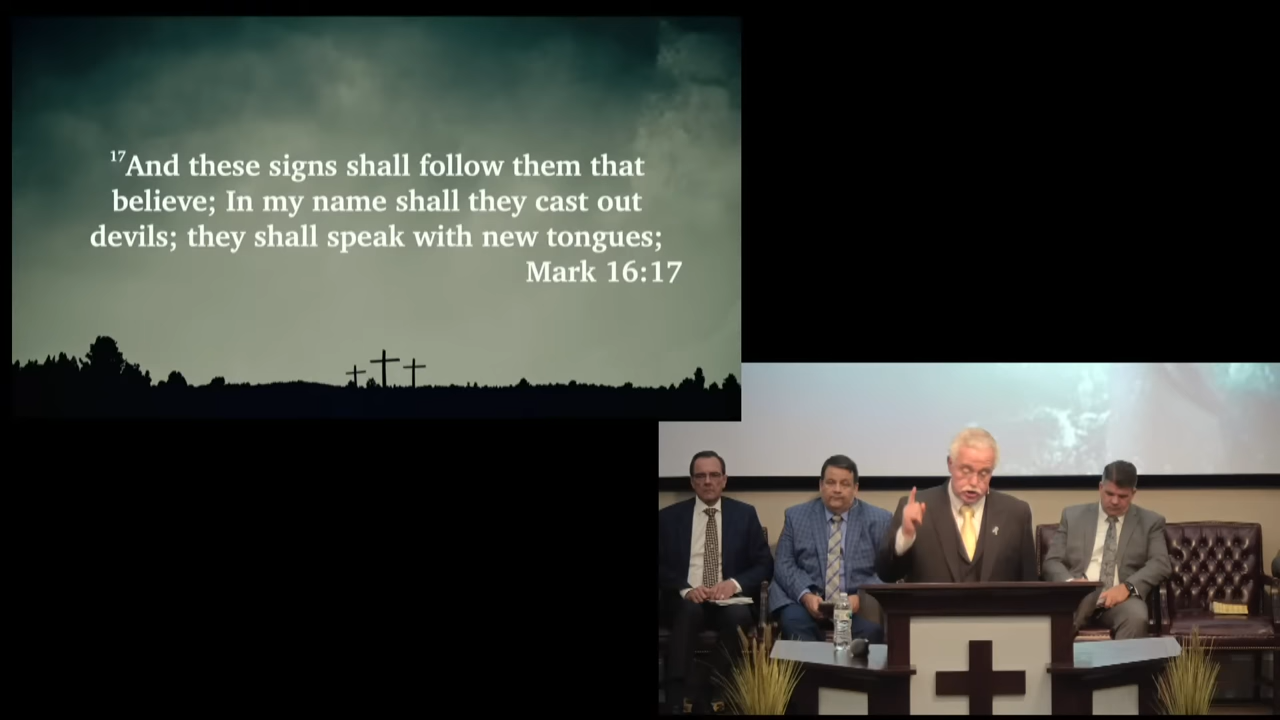 17And these signs shall follow them that
believe; In my name shall they cast out
devils; they shall speak with new tongues;
Mark 16:17